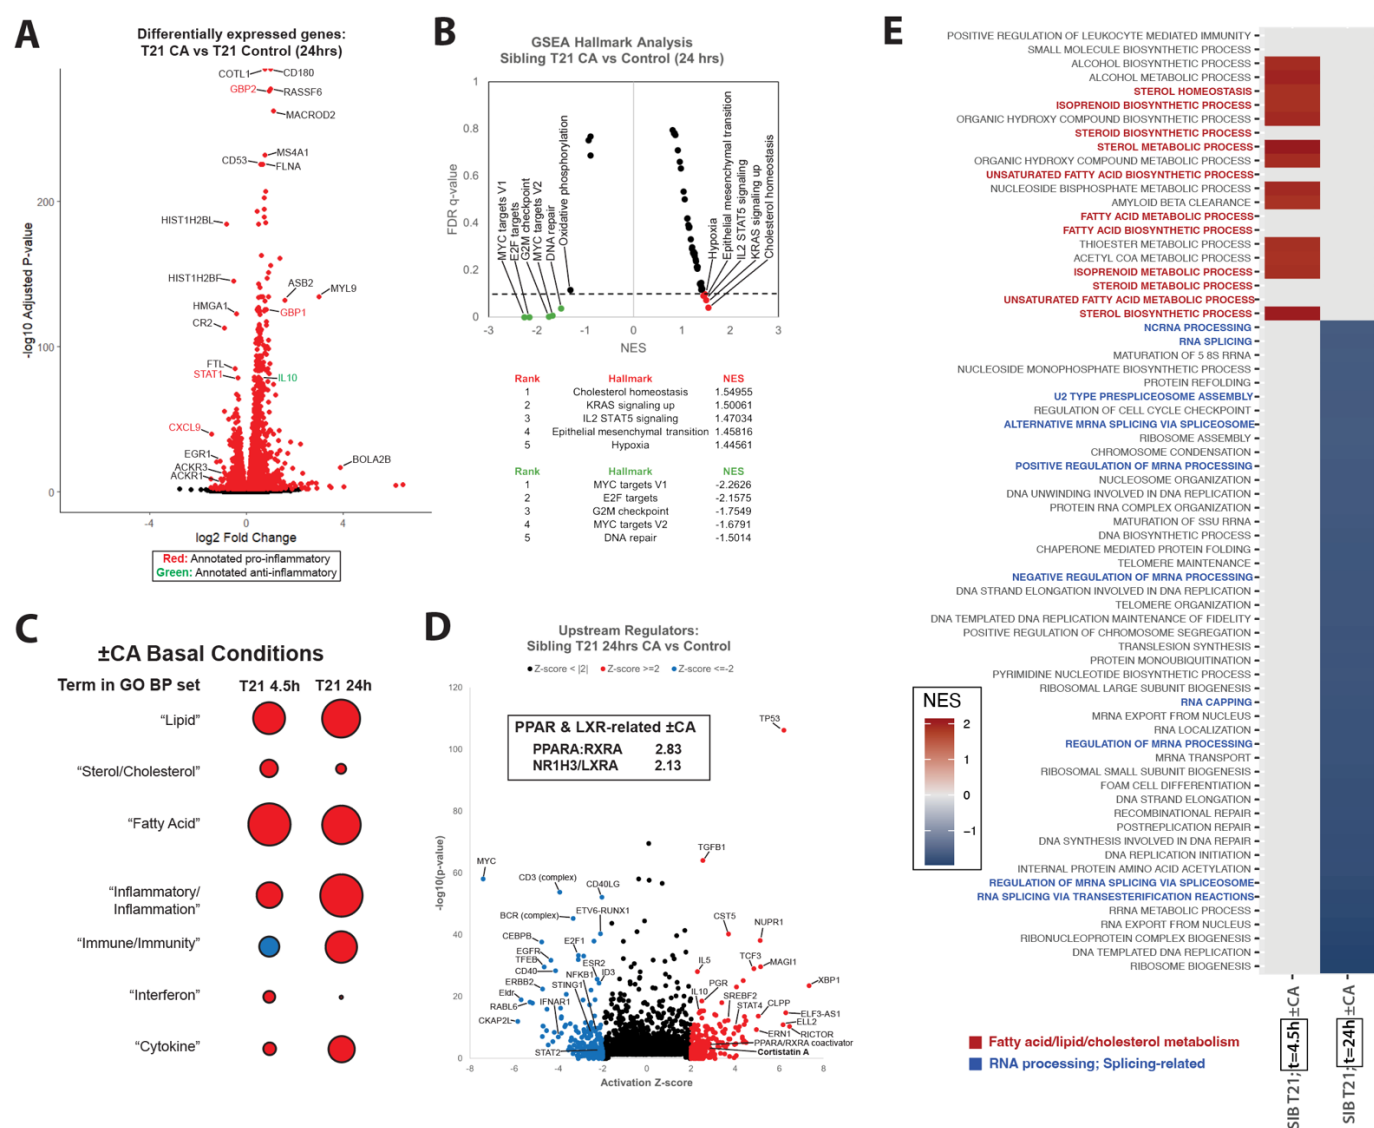 A
Differentially expressed genes:
T21 CA vs T21 Control (24hrs)
COTL1
CD180
GBP2
RASSF6
MACROD2
MS4A1
CD53
FLNA
200
HIST1H2BL
HIST1H2BF
ASB2
MYL9
HMGA1
GBP1
CR2
100
FTL
STAT1
IL10
CXCL9
EGR1
ACKR3
ACKR1
BOLA2B
0
-log10 Adjusted P-value
-4
0
4
log2 Fold Change
Red: Annotated pro-inflammatory
Green: Annotated anti-inflammatory
B
GSEA Hallmark Analysis
Sibling T21 CA vs Control (24 hrs)
1
0.8
0.6
0.4
0.2
0
FDR q-value
MYC targets V1
E2F targets
G2M checkpoint
MYC targets V2
DNA repair
Oxidative phosphorylation
Hypoxia
Epithelial mesenchymal transition
IL2 STAT5 signaling
KRAS signaling up
Cholesterol homeostasis
-3
-2
-1
0
1
2
3
NES
Rank Hallmark NES
1 Cholesterol homeostasis 1.54955
2 KRAS signaling up 1.50061
3 IL2 STAT5 signaling 1.47034
4 Epithelial mesenchymal transition 1.45816
5 Hypoxia 1.44561
Rank Hallmark NES
1 MYC targets V1 -2.2626
2 E2F targets -2.1575
3 G2M checkpoint -1.7549
4 MYC targets V2 -1.6791
5 DNA repair -1.5014
C
±CA Basal Conditions
Term in GO BP set T21 4.5h T21 24h
“Lipid”
“Sterol/Cholesterol”
“Fatty Acid”
“Inflammatory/
Inflammation”
“Immune/Immunity”
“Interferon”
“Cytokine”
D
Upstream Regulators:
Sibling T21 24hrs CA vs Control
Z-score < |2| Z-score >=2 Z-score <=-2
120
100
80
60
40
20
0
-log10(p-value)
PPAR & LXR-related ±CA
PPARA:RXRA 2.83
NR1H3/LXRA 2.13
TP53
TGFB1
MYC
CD3 (complex)
CD40LG
BCR (complex)
ETV6-RUNX1
CST5
NUPR1
CEBPB
E2F1
EGFR
TFEB
ESR2
IL5
TCF3
MAGI1
CD40
NFKB1
ID3
ERBB2
STING1
PGR
XBP1
Eldr
IL10
SREBF2
RABL6
IFNAR1
STAT4
CLPP
ELF3-AS1
CKAP2L
ELL2
ERN1
RICTOR
PPARA/RXRA coactivator
STAT2
Cortistatin A
-8
-6
-4
-2
0
2
4
6
8
Activation Z-score
E
POSITIVE REGULATION OF LEUKOCYTE MEDIATED IMMUNITY
SMALL MOLECULE BIOSYNTHETIC PROCESS
ALCOHOL BIOSYNTHETIC PROCESS
ALCOHOL METABOLIC PROCESS
STEROL HOMEOSTASIS
ISOPRENOID BIOSYNTHETIC PROCESS
ORGANIC HYDROXY COMPOUND BIOSYNTHETIC PROCESS
STEROID BIOSYNTHETIC PROCESS
STEROL METABOLIC PROCESS
ORGANIC HYDROXY COMPOUND METABOLIC PROCESS
UNSATURATED FATTY ACID BIOSYNTHETIC PROCESS
NUCLEOSIDE BISPHOSPHATE METABOLIC PROCESS
AMYLOID BETA CLEARANCE
FATTY ACID METABOLIC PROCESS
FATTY ACID BIOSYNTHETIC PROCESS
THIOESTER METABOLIC PROCESS
ACETYL COA METABOLIC PROCESS
ISOPRENOID METABOLIC PROCESS
STEROID METABOLIC PROCESS
UNSATURATED FATTY ACID METABOLIC PROCESS
STEROL BIOSYNTHETIC PROCESS
NCRNA PROCESSING
RNA SPLICING
MATURATION OF 5 8S RRNA
NUCLEOSIDE MONOPHOSPHATE BIOSYNTHETIC PROCESS
PROTEIN REFOLDING
U2 TYPE PRESPLICEOSOME ASSEMBLY
REGULATION OF CELL CYCLE CHECKPOINT
ALTERNATIVE MRNA SPLICING VIA SPLICEOSOME
RIBOSOME ASSEMBLY
CHROMOSOME CONDENSATION
POSITIVE REGULATION OF MRNA PROCESSING
NUCLEOSOME ORGANIZATION
DNA UNWINDING INVOLVED IN DNA REPLICATION
PROTEIN RNA COMPLEX ORGANIZATION
MATURATION OF SSU RRNA
DNA BIOSYNTHETIC PROCESS
CHAPERONE MEDIATED PROTEIN FOLDING
TELOMERE MAINTENANCE
NEGATIVE REGULATION OF MRNA PROCESSING
DNA STRAND ELONGATION INVOLVED IN DNA REPLICATION
TELOMERE ORGANIZATION
DNA TEMPLATED DNA REPLICATION MAINTENANCE OF FIDELITY
POSITIVE REGULATION OF CHROMOSOME SEGREGATION
TRANSLESION SYNTHESIS
PROTEIN MONOUBIQUITINATION
PYRIMIDINE NUCLEOTIDE BIOSYNTHETIC PROCESS
RIBOSOMAL LARGE SUBUNIT BIOGENESIS
RNA CAPPING
MRNA EXPORT FROM NUCLEUS
RNA LOCALIZATION
REGULATION OF MRNA PROCESSING
MRNA TRANSPORT
RIBOSOMAL SMALL SUBUNIT BIOGENESIS
FOAM CELL DIFFERENTIATION
DNA STRAND ELONGATION
RECOMBINATIONAL REPAIR
POSTREPLICATION REPAIR
DNA SYNTHESIS INVOLVED IN DNA REPAIR
DNA REPLICATION INITIATION
INTERNAL PROTEIN AMINO ACID ACETYLATION
REGULATION OF MRNA SPLICING VIA SPLICEOSOME
RNA SPLICING VIA TRANSESTERIFICATION REACTIONS
RRNA METABOLIC PROCESS
RNA EXPORT FROM NUCLEUS
RIBONUCLEOPROTEIN COMPLEX BIOGENESIS
DNA TEMPLATED DNA REPLICATION
RIBOSOME BIOGENESIS
NES
2
1
0
-1
Fatty acid/lipid/cholesterol metabolism
RNA processing; Splicing-related
SIB T21; t=4.5h ±CA
SIB T21; t=24h ±CA